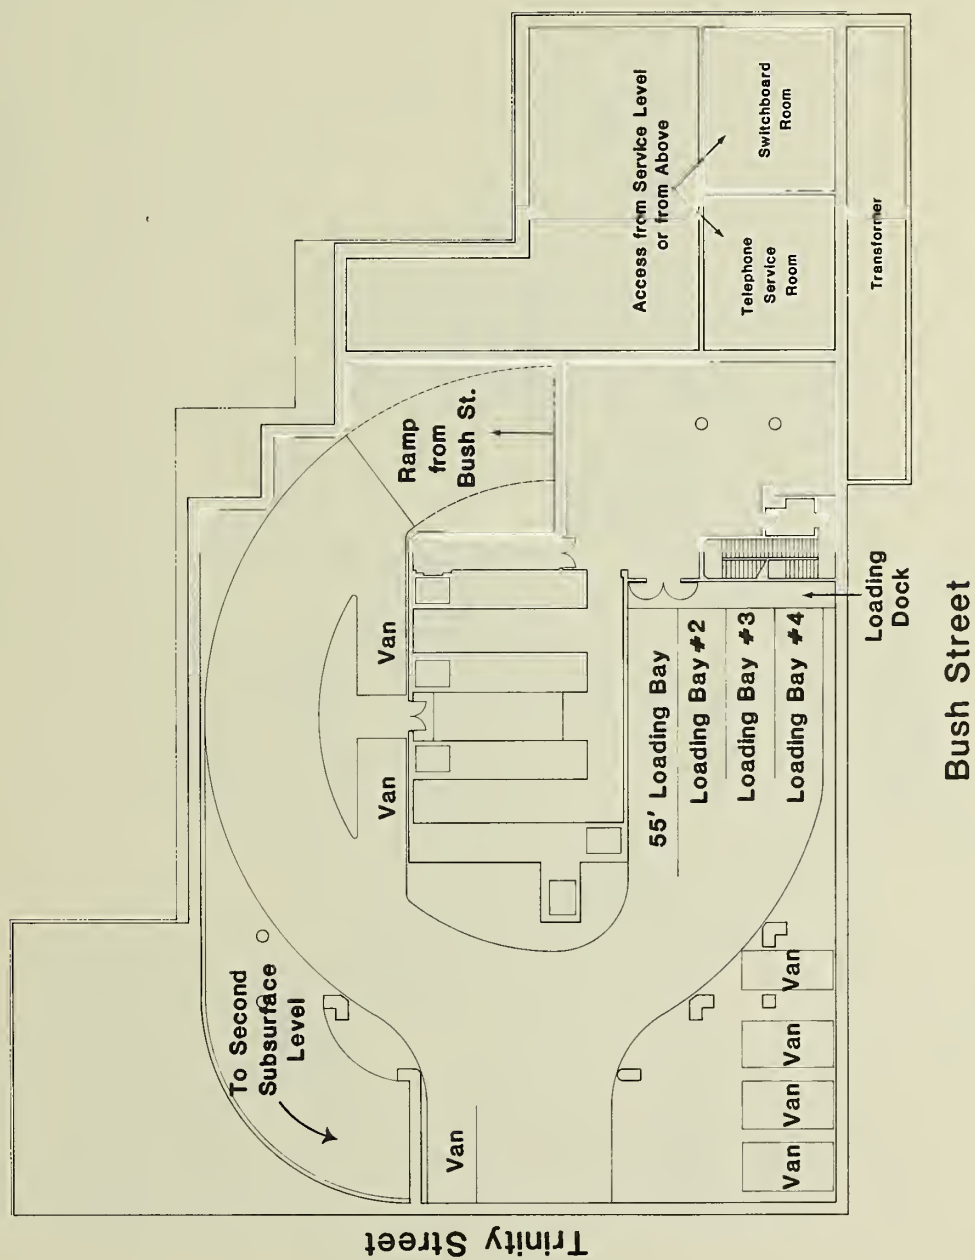 Access from Service Level
or from Above
Switchboard
Room
Telephone
Service
Room
Transformer
Ramp
from
Bush St.
Van
Van
55' Loading Bay
Loading Bay #2
Loading Bay #3
Loading Bay #4
Loading
Dock
To Second
Subsurface
Level
Van
Van
Van
Van
Van
Trinity Street
Bush Street